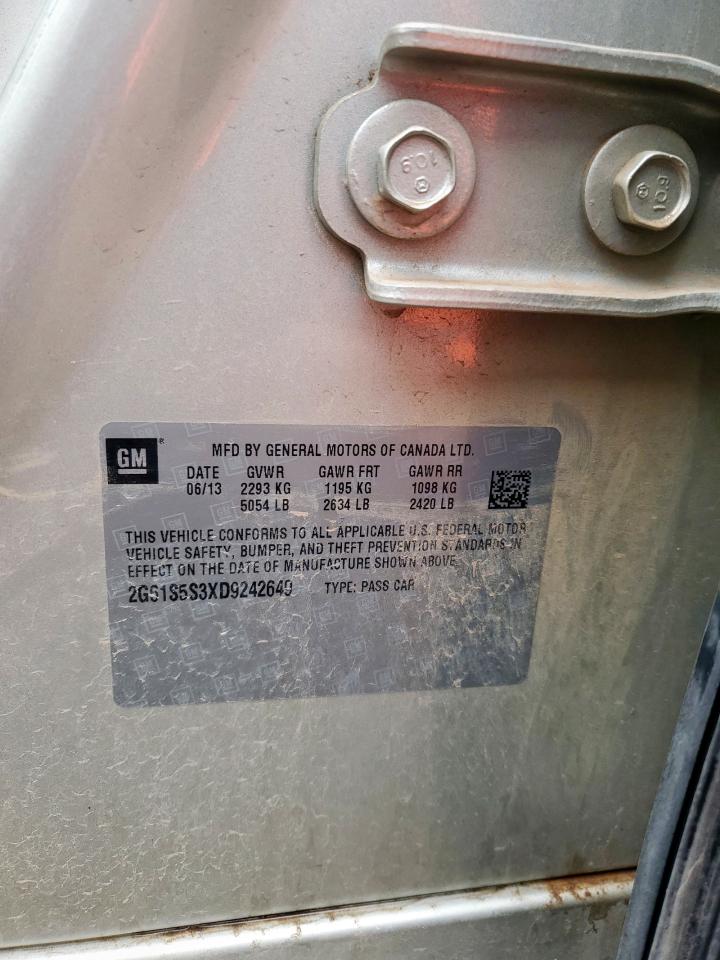 10.9
10.9
GM ®
MFD BY GENERAL MOTORS OF CANADA LTD.
DATE GVWR GAWR FRT GAWR RR
06/13 2293 KG 1195 KG 1098 KG
5054 LB 2634 LB 2420 LB
THIS VEHICLE CONFORMS TO ALL APPLICABLE U.S. FEDERAL MOTOR
VEHICLE SAFETY, BUMPER, AND THEFT PREVENTION STANDARDS IN
EFFECT ON THE DATE OF MANUFACTURE SHOWN ABOVE.
2G61S5S3XD9242649 TYPE: PASS CAR